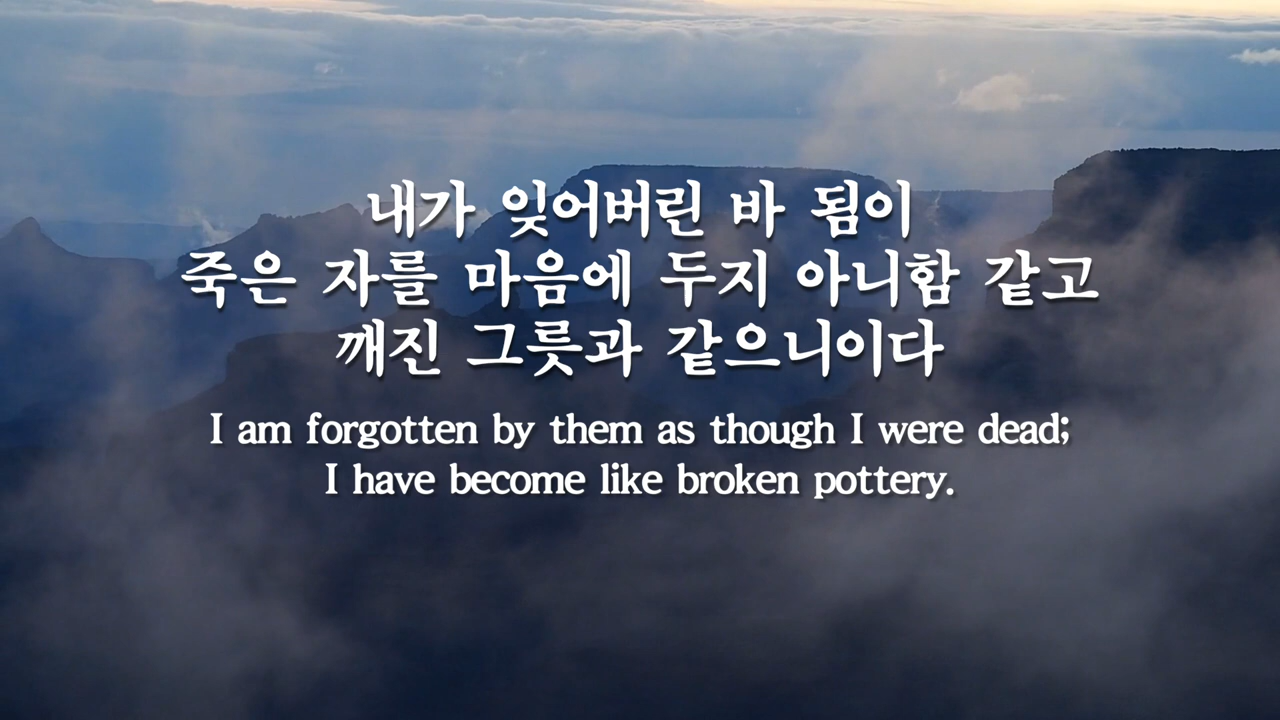 내가 잊어버린 바 됨이
죽은 자를 마음에 두지 아니함 같고
깨진 그릇과 같으니이다
I am forgotten by them as though I were dead;
I have become like broken pottery.